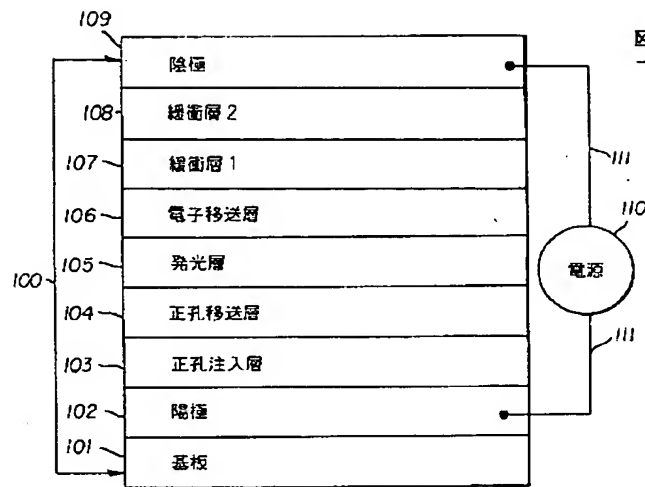 109
図
陰極
108
緩衝層2
107
緩衝層1
111
106
電子移送層
110
105
発光層
100
電源
104
正孔移送層
103
正孔注入層
111
102
陽極
101
基板